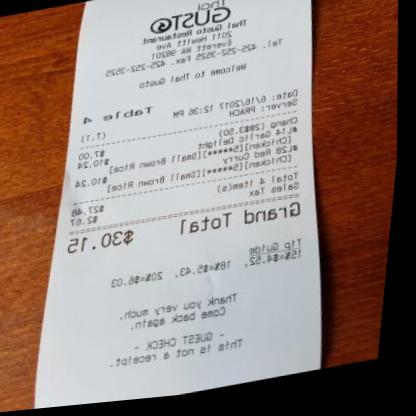 Thai
GUSTO
Thai Gusto Restaurant
2011 Hewitt Ave
Everett WA 98201
Tel. 425-252-3525 Fax. 425-252-3525
Welcome to Thai Gusto
Date: 6/16/2017 12:36 PM Table 4
Server: PRACH
(T.1)
Chang (2@$3.50) $7.00
#L14 Garlic Delight $10.24
[Chicken][5*****][Small Brown Rice]
#L28 Red Curry $10.24
[Chicken][5*****][Small Brown Rice]
Total 4 item(s) $27.48
Sales Tax $2.67
Grand Total $30.15
Tip Guide
15%=$4.52, 18%=$5.43, 20%=$6.03
Thank you very much.
Come back again.
- GUEST CHECK -
This is not a receipt.